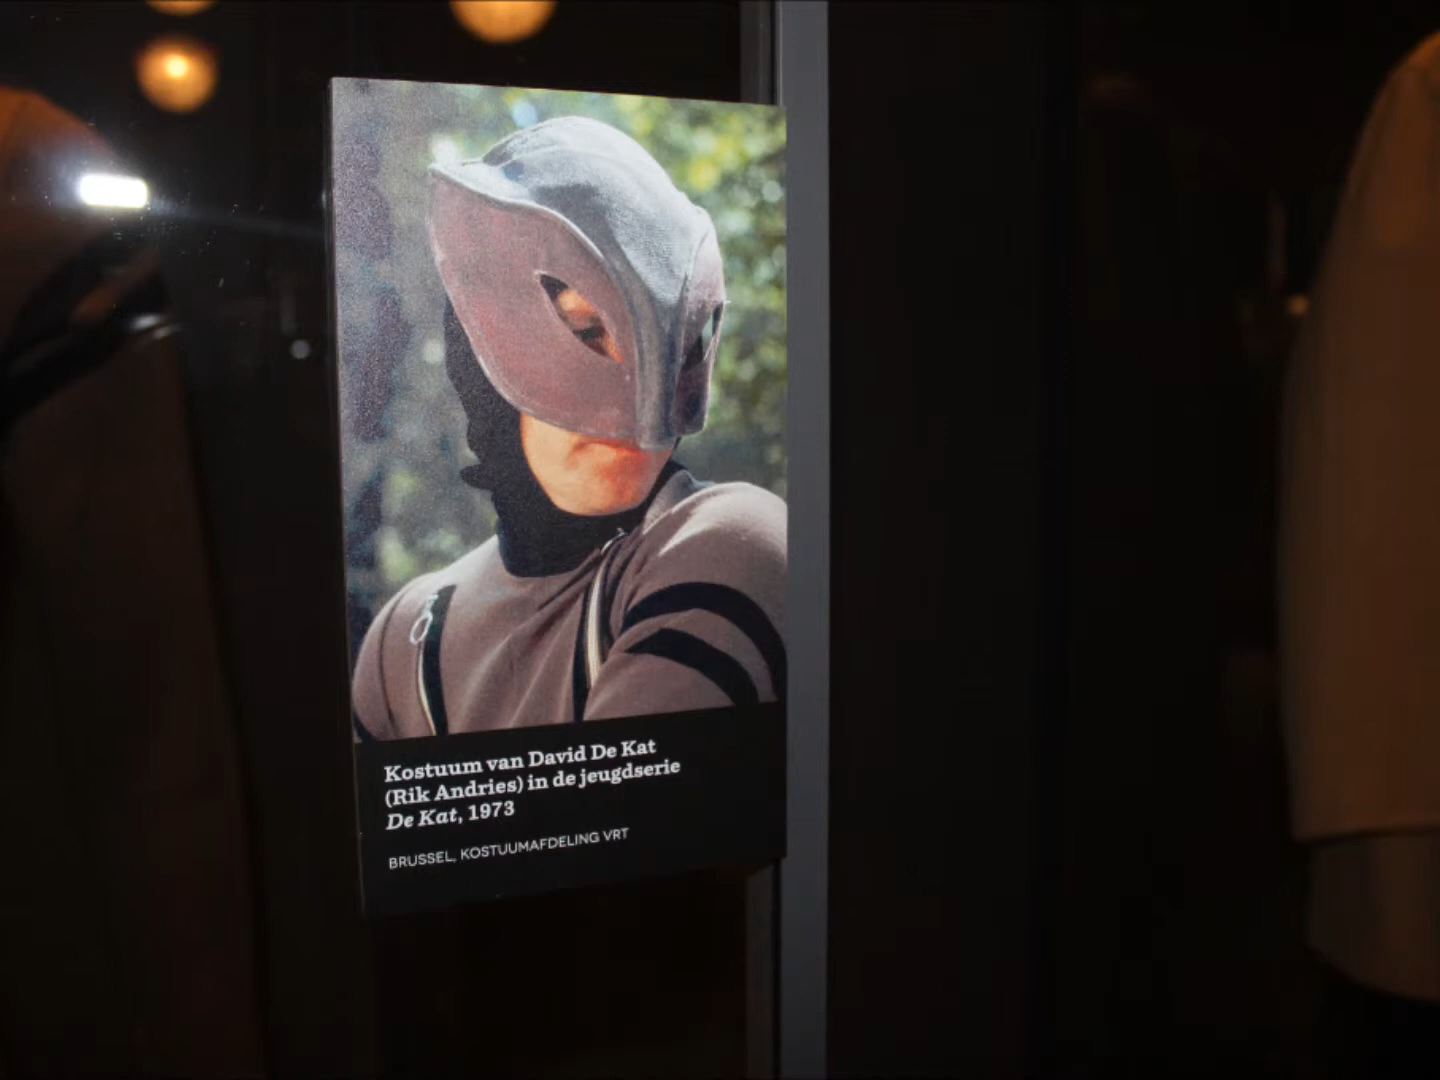 Kostuum van David De Kat
(Rik Andries) in de jeugdserie
De Kat, 1973
BRUSSEL, KOSTUUMAFDELING VRT